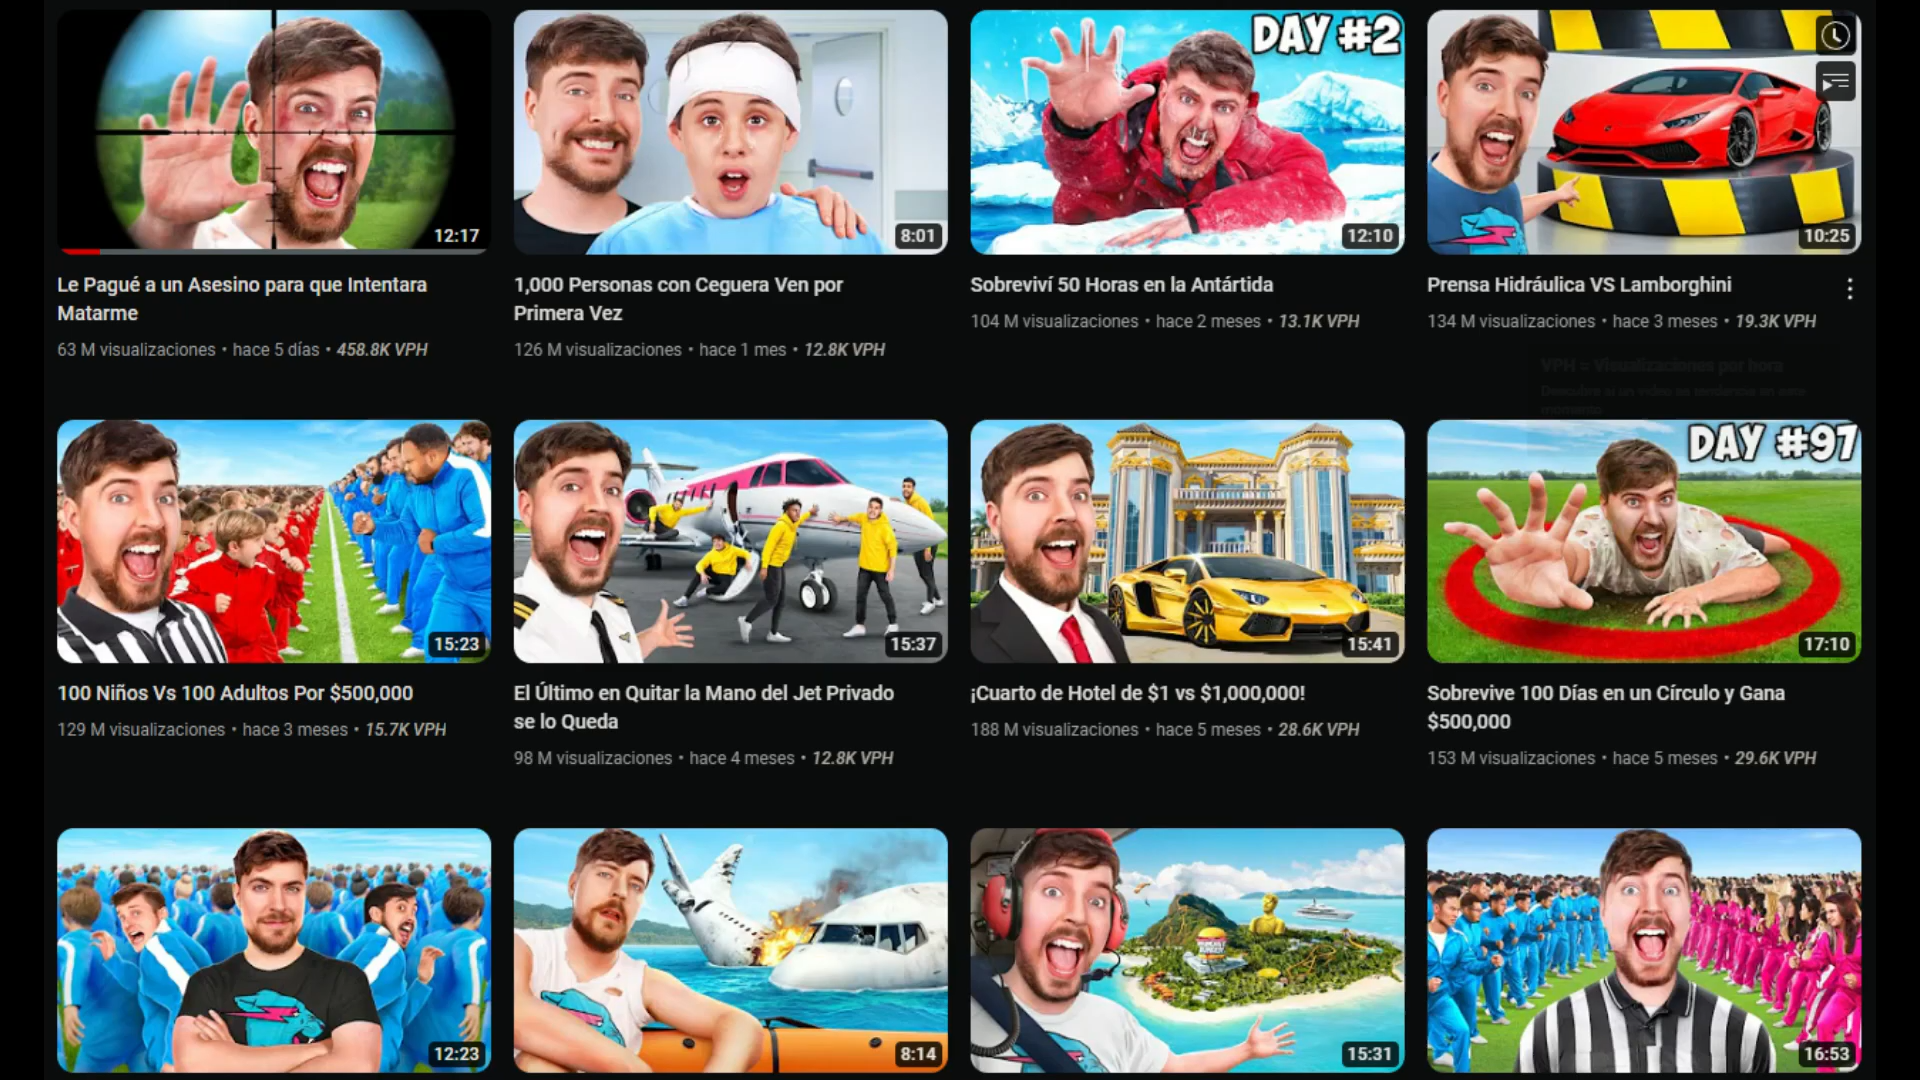 DAY #2
12:17
8:01
12:10
10:25
Le Pagué a un Asesino para que Intentara
Matarme
63 M visualizaciones • hace 5 días • 458.8K VPH
1,000 Personas con Ceguera Ven por
Primera Vez
126 M visualizaciones • hace 1 mes • 12.8K VPH
Sobreviví 50 Horas en la Antártida
104 M visualizaciones • hace 2 meses • 13.1K VPH
Prensa Hidráulica VS Lamborghini
134 M visualizaciones • hace 3 meses • 19.3K VPH
VPH = Visualizaciones por hora
DAY #97
15:23
15:37
15:41
17:10
100 Niños Vs 100 Adultos Por $500,000
129 M visualizaciones • hace 3 meses • 15.7K VPH
El Último en Quitar la Mano del Jet Privado
se lo Queda
98 M visualizaciones • hace 4 meses • 12.8K VPH
¡Cuarto de Hotel de $1 vs $1,000,000!
188 M visualizaciones • hace 5 meses • 28.6K VPH
Sobrevive 100 Días en un Círculo y Gana
$500,000
153 M visualizaciones • hace 5 meses • 29.6K VPH
12:23
8:14
15:31
16:53